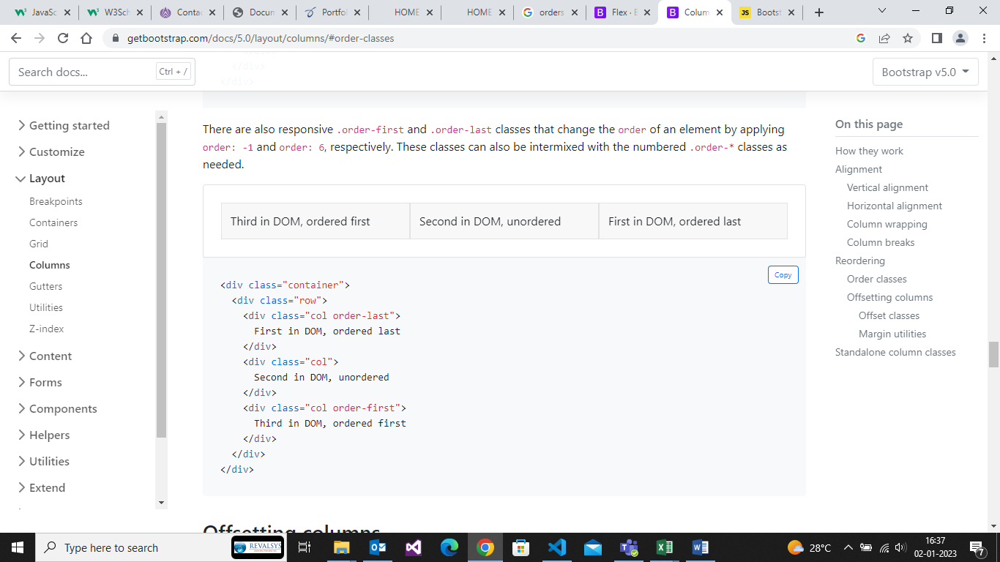 JavaSc
W3Sch
Contac
Docum
Portfol
HOME
HOME
orders
Flex · B
Colum
JS
Bootst
getbootstrap.com/docs/5.0/layout/columns/#order-classes
Search docs...
Ctrl + /
</div>
</div>
Bootstrap v5.0
Getting started
Customize
Layout
Breakpoints
Containers
Grid
Columns
Gutters
Utilities
Z-index
Content
Forms
Components
Helpers
Utilities
Extend
There are also responsive .order-first and .order-last classes that change the order of an element by applying
order: -1 and order: 6, respectively. These classes can also be intermixed with the numbered .order-* classes as
needed.
Third in DOM, ordered first
Second in DOM, unordered
First in DOM, ordered last
Copy
<div class="container">
<div class="row">
<div class="col order-last">
First in DOM, ordered last
</div>
<div class="col">
Second in DOM, unordered
</div>
<div class="col order-first">
Third in DOM, ordered first
</div>
</div>
</div>
Offsetting columns
On this page
How they work
Alignment
Vertical alignment
Horizontal alignment
Column wrapping
Column breaks
Reordering
Order classes
Offsetting columns
Offset classes
Margin utilities
Standalone column classes
Type here to search
REVALSYS
28°C
16:37
02-01-2023
7